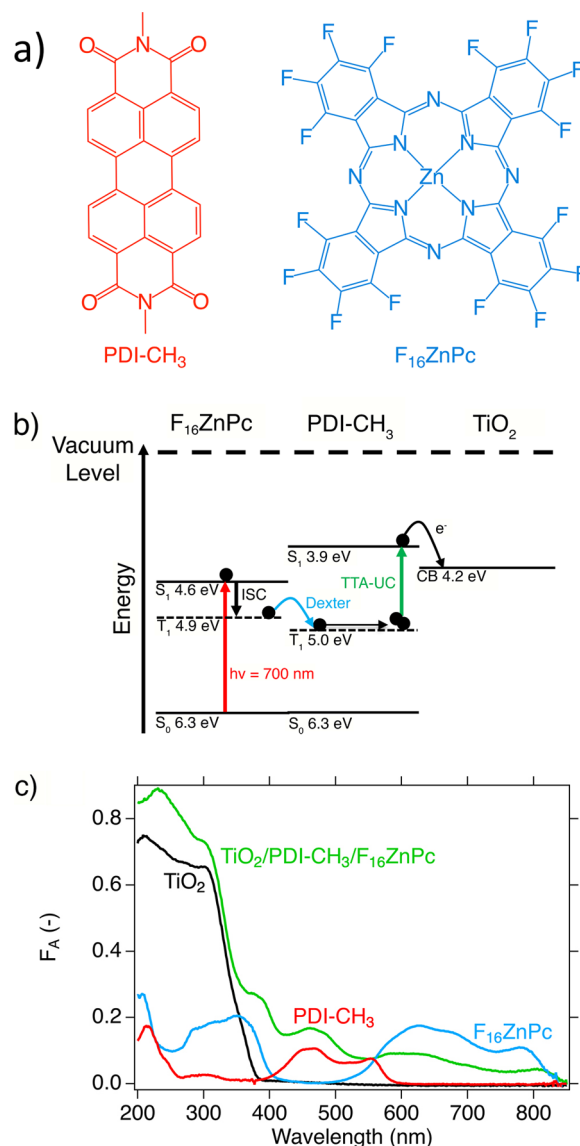 a)
O N O
O N O
PDI-CH₃
F F F F
F F
F N F
N N
N Zn N
N N
F N F
F F
F F F F
F₁₆ZnPc
b)
F₁₆ZnPc PDI-CH₃ TiO₂
Vacuum
Level
Energy
S₁ 3.9 eV
e⁻
CB 4.2 eV
S₁ 4.6 eV
ISC
TTA-UC
Dexter
T₁ 4.9 eV
T₁ 5.0 eV
hν = 700 nm
S₀ 6.3 eV
S₀ 6.3 eV
c)
F_A (-)
0.8
0.6
0.4
0.2
0.0
TiO₂/PDI-CH₃/F₁₆ZnPc
TiO₂
PDI-CH₃
F₁₆ZnPc
200 300 400 500 600 700 800
Wavelength (nm)